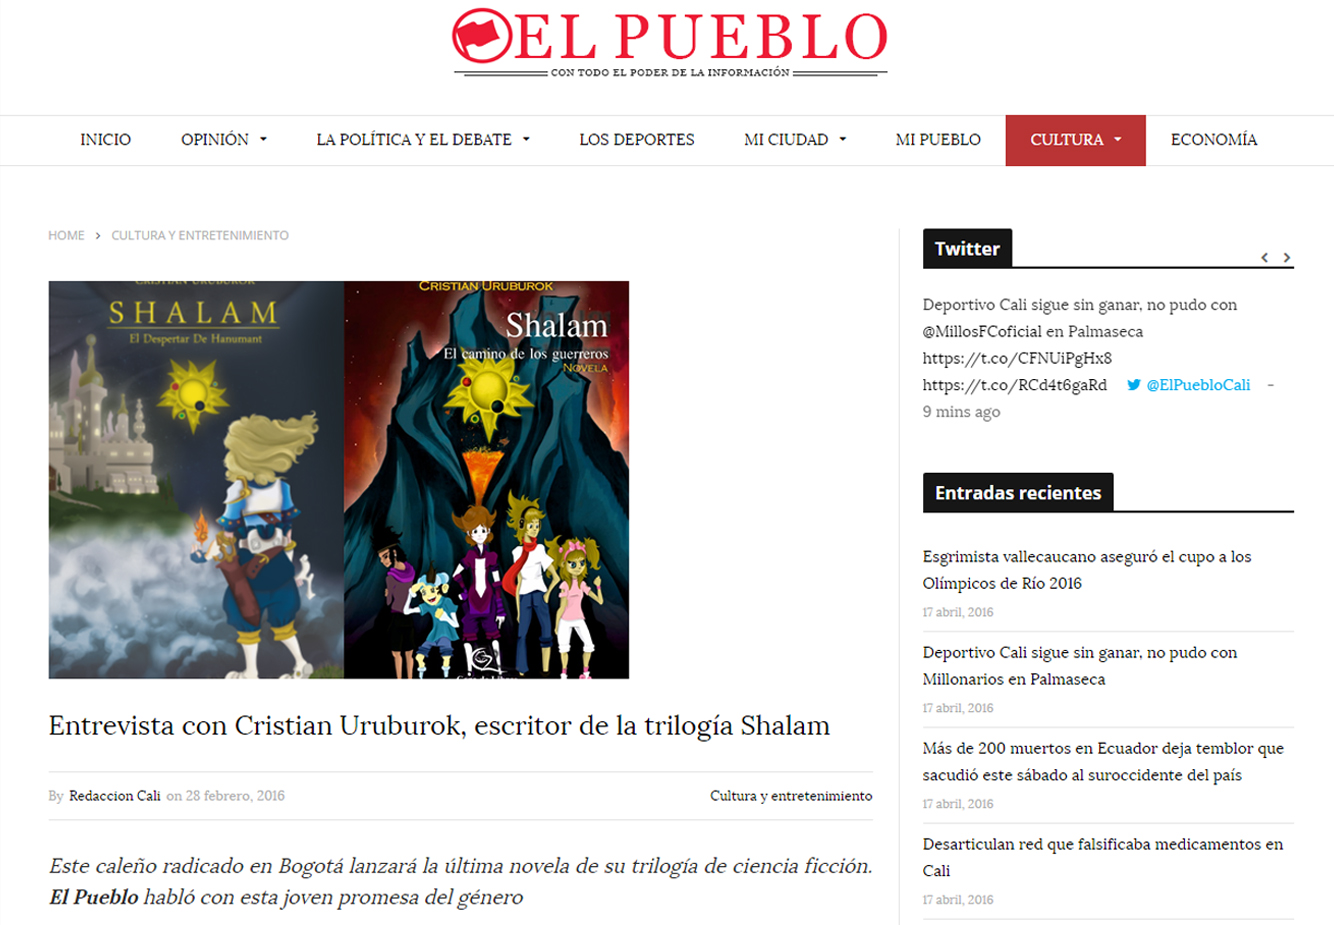 EL PUEBLO
CON TODO EL PODER DE LA INFORMACIÓN
INICIO
OPINIÓN
LA POLÍTICA Y EL DEBATE
LOS DEPORTES
MI CIUDAD
MI PUEBLO
CULTURA
ECONOMÍA
HOME > CULTURA Y ENTRETENIMIENTO
CRISTIAN URUBUROK
SHALAM
El Despertar De Hanumant
CRISTIAN URUBUROK
Shalam
El camino de los guerreros
NOVELA
Entrevista con Cristian Uruburok, escritor de la trilogía Shalam
By Redaccion Cali on 28 febrero, 2016
Cultura y entretenimiento
Este caleño radicado en Bogotá lanzará la última novela de su trilogía de ciencia ficción.
El Pueblo habló con esta joven promesa del género
Twitter
Deportivo Cali sigue sin ganar, no pudo con
@MillosFCoficial en Palmaseca
https://t.co/CFNUiPgHx8
https://t.co/RCd4t6gaRd @ElPuebloCali –
9 mins ago
Entradas recientes
Esgrimista vallecaucano aseguró el cupo a los
Olímpicos de Río 2016
17 abril, 2016
Deportivo Cali sigue sin ganar, no pudo con
Millonarios en Palmaseca
17 abril, 2016
Más de 200 muertos en Ecuador deja temblor que
sacudió este sábado al suroccidente del país
17 abril, 2016
Desarticulan red que falsificaba medicamentos en
Cali
17 abril, 2016